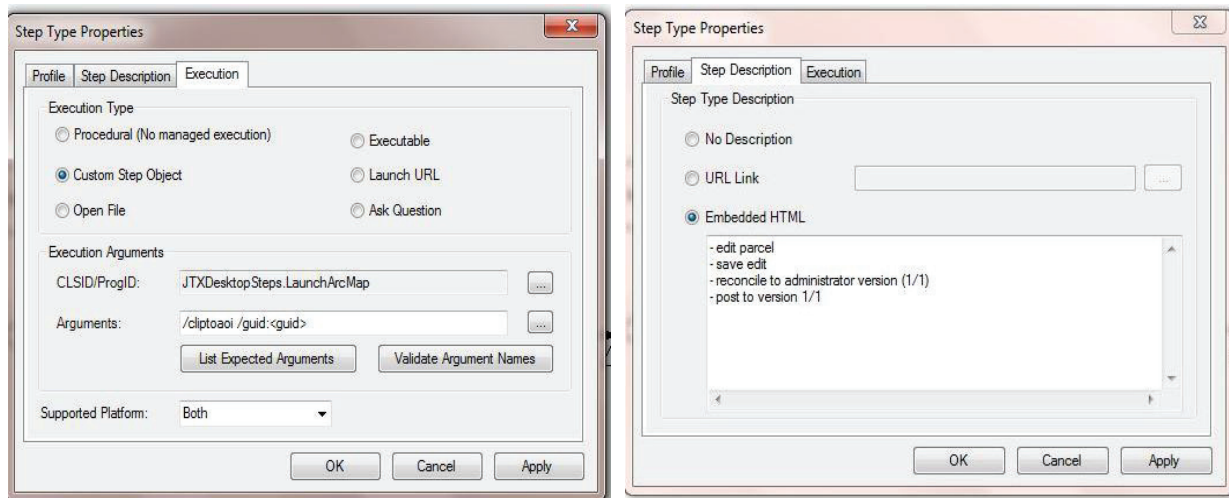 Step Type Properties
Profile Step Description Execution
Execution Type
Procedural (No managed execution) Executable
Custom Step Object Launch URL
Open File Ask Question
Execution Arguments
CLSID/ProgID: JTXDesktopSteps.LaunchArcMap ...
Arguments: /cliptoaoi /guid:<guid> ...
List Expected Arguments Validate Argument Names
Supported Platform: Both
OK Cancel Apply
Step Type Properties
Profile Step Description Execution
Step Type Description
No Description
URL Link ...
Embedded HTML
- edit parcel
- save edit
- reconcile to administrator version (1/1)
- post to version 1/1
OK Cancel Apply